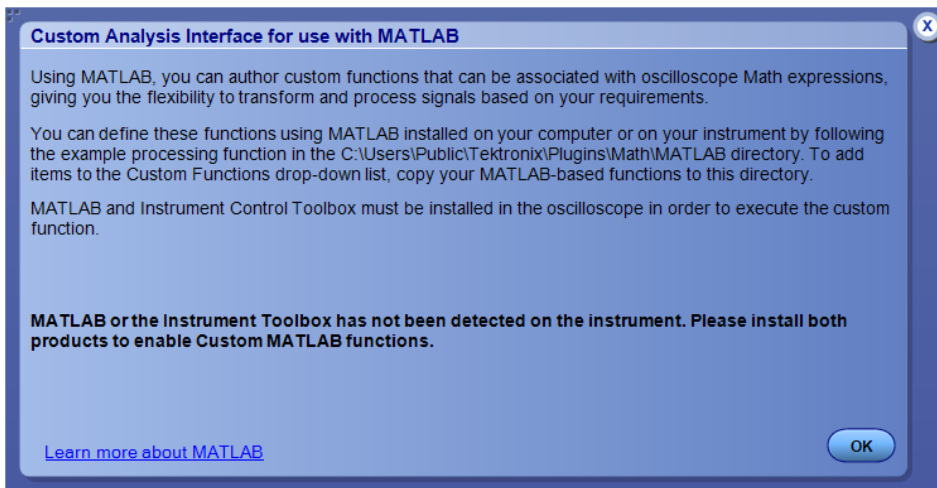 Custom Analysis Interface for use with MATLAB
X
Using MATLAB, you can author custom functions that can be associated with oscilloscope Math expressions,
giving you the flexibility to transform and process signals based on your requirements.
You can define these functions using MATLAB installed on your computer or on your instrument by following
the example processing function in the C:\Users\Public\Tektronix\Plugins\Math\MATLAB directory. To add
items to the Custom Functions drop-down list, copy your MATLAB-based functions to this directory.
MATLAB and Instrument Control Toolbox must be installed in the oscilloscope in order to execute the custom
function.
MATLAB or the Instrument Toolbox has not been detected on the instrument. Please install both
products to enable Custom MATLAB functions.
Learn more about MATLAB
OK